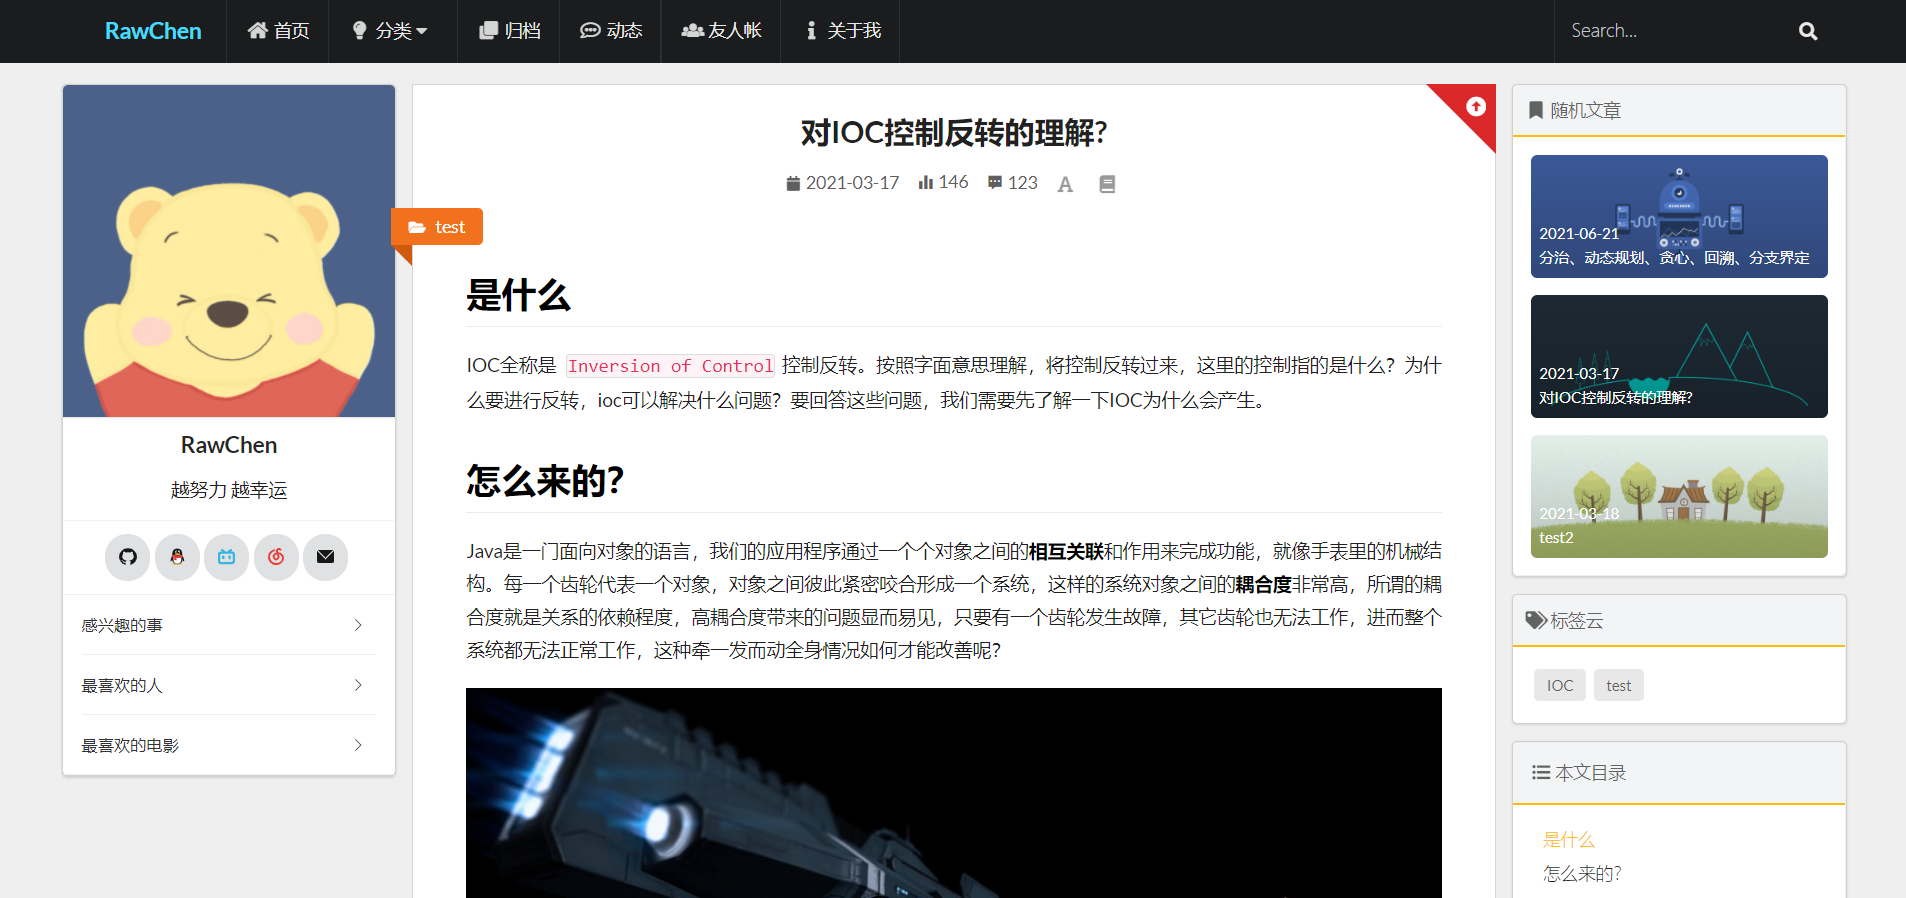 RawChen
首页
分类
归档
动态
友人帐
关于我
Search...
RawChen
越努力 越幸运
感兴趣的事
最喜欢的人
最喜欢的电影
对IOC控制反转的理解?
2021-03-17 146 123 A
test
是什么
IOC全称是 Inversion of Control 控制反转。按照字面意思理解，将控制反转过来，这里的控制指的是什么？为什
么要进行反转，ioc可以解决什么问题？要回答这些问题，我们需要先了解一下IOC为什么会产生。
怎么来的？
Java是一门面向对象的语言，我们的应用程序通过一个个对象之间的相互关联和作用来完成功能，就像手表里的机械结
构。每一个齿轮代表一个对象，对象之间彼此紧密咬合形成一个系统，这样的系统对象之间的耦合度非常高，所谓的耦
合度就是关系的依赖程度，高耦合度带来的问题显而易见，只要有一个齿轮发生故障，其它齿轮也无法工作，进而整个
系统都无法正常工作，这种牵一发而动全身情况如何才能改善呢？
随机文章
2021-06-21
分治、动态规划、贪心、回溯、分支界定
2021-03-17
对IOC控制反转的理解?
2021-03-18
test2
标签云
IOC
test
本文目录
是什么
怎么来的？